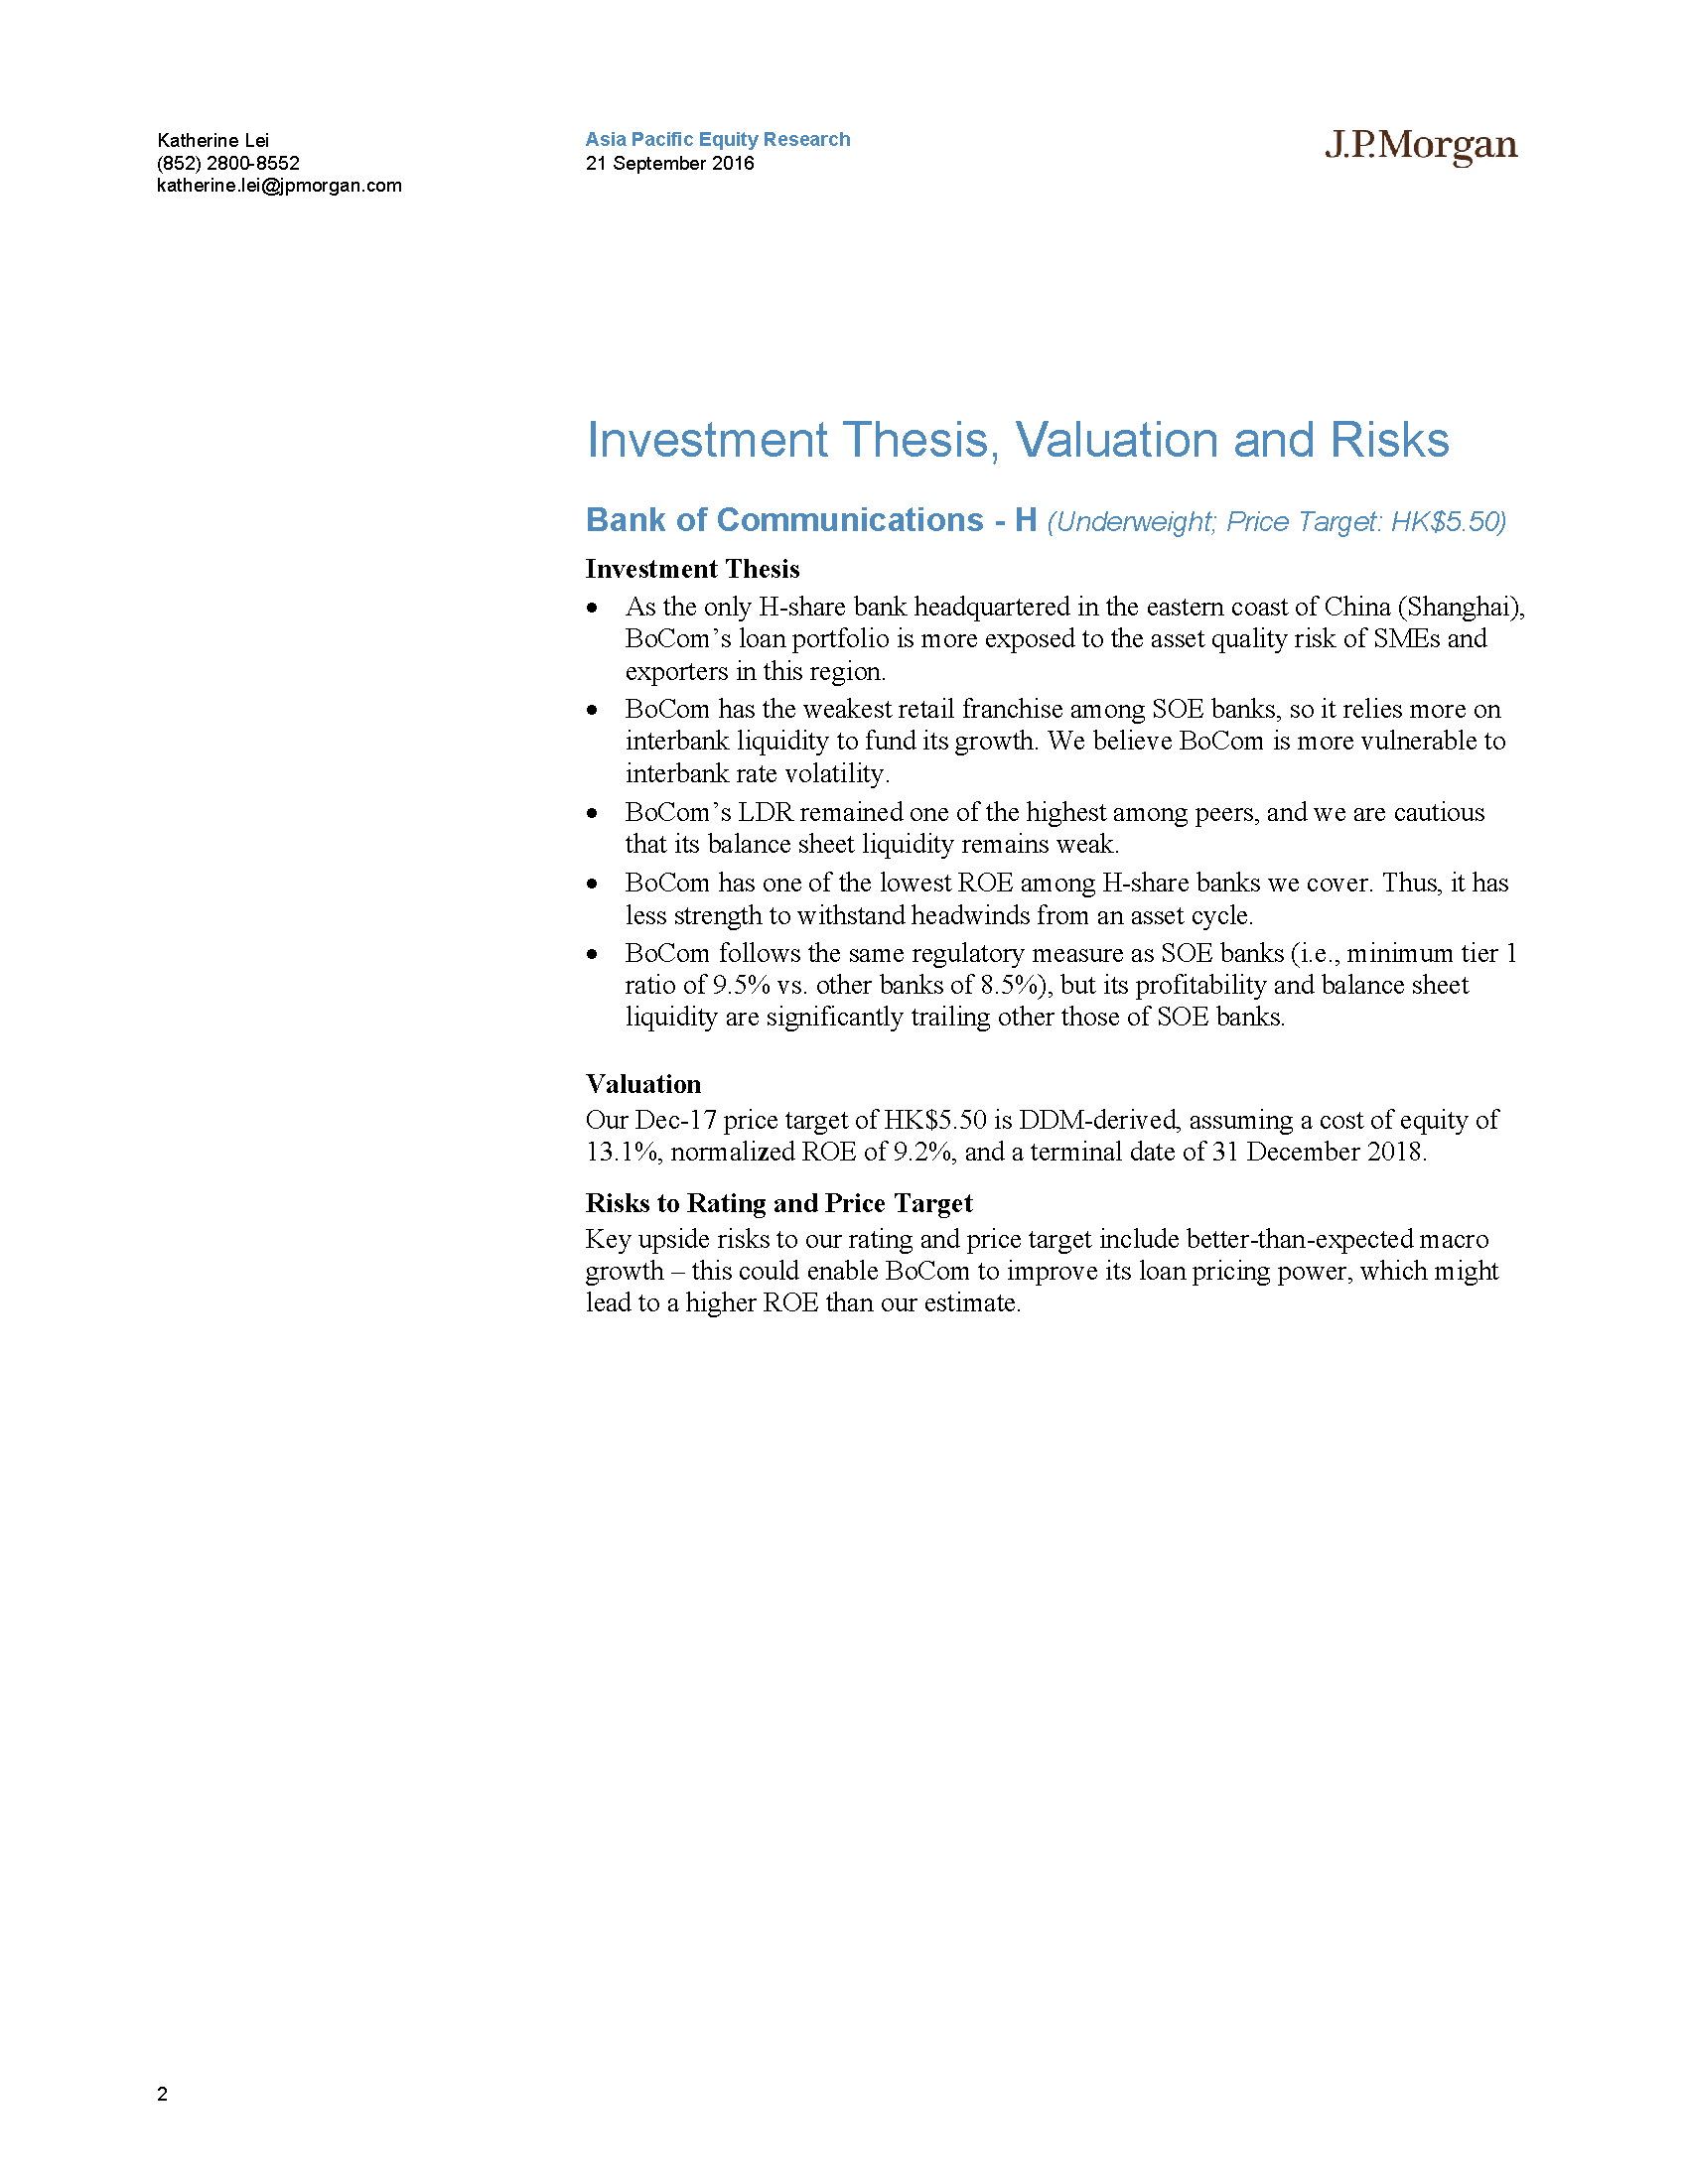 Katherine Lei
(852) 2800-8552
katherine.lei@jpmorgan.com
Asia Pacific Equity Research
21 September 2016
J.P.Morgan
Investment Thesis, Valuation and Risks
Bank of Communications - H (Underweight; Price Target: HK$5.50)
Investment Thesis
• As the only H-share bank headquartered in the eastern coast of China (Shanghai),
BoCom’s loan portfolio is more exposed to the asset quality risk of SMEs and
exporters in this region.
• BoCom has the weakest retail franchise among SOE banks, so it relies more on
interbank liquidity to fund its growth. We believe BoCom is more vulnerable to
interbank rate volatility.
• BoCom’s LDR remained one of the highest among peers, and we are cautious
that its balance sheet liquidity remains weak.
• BoCom has one of the lowest ROE among H-share banks we cover. Thus, it has
less strength to withstand headwinds from an asset cycle.
• BoCom follows the same regulatory measure as SOE banks (i.e., minimum tier 1
ratio of 9.5% vs. other banks of 8.5%), but its profitability and balance sheet
liquidity are significantly trailing other those of SOE banks.
Valuation
Our Dec-17 price target of HK$5.50 is DDM-derived, assuming a cost of equity of
13.1%, normalized ROE of 9.2%, and a terminal date of 31 December 2018.
Risks to Rating and Price Target
Key upside risks to our rating and price target include better-than-expected macro
growth – this could enable BoCom to improve its loan pricing power, which might
lead to a higher ROE than our estimate.
2